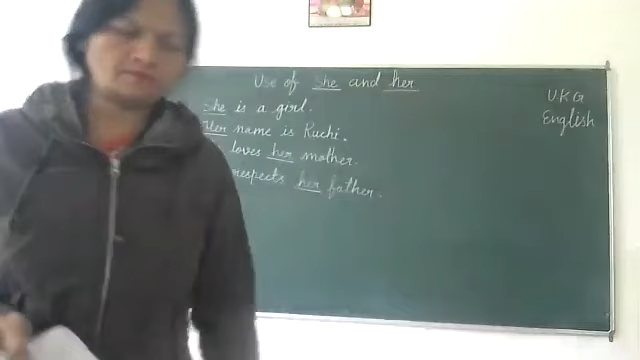 Use of She and her
UKG
English
She is a girl.
Her name is Ruchi.
loves her mother.
respects her father.